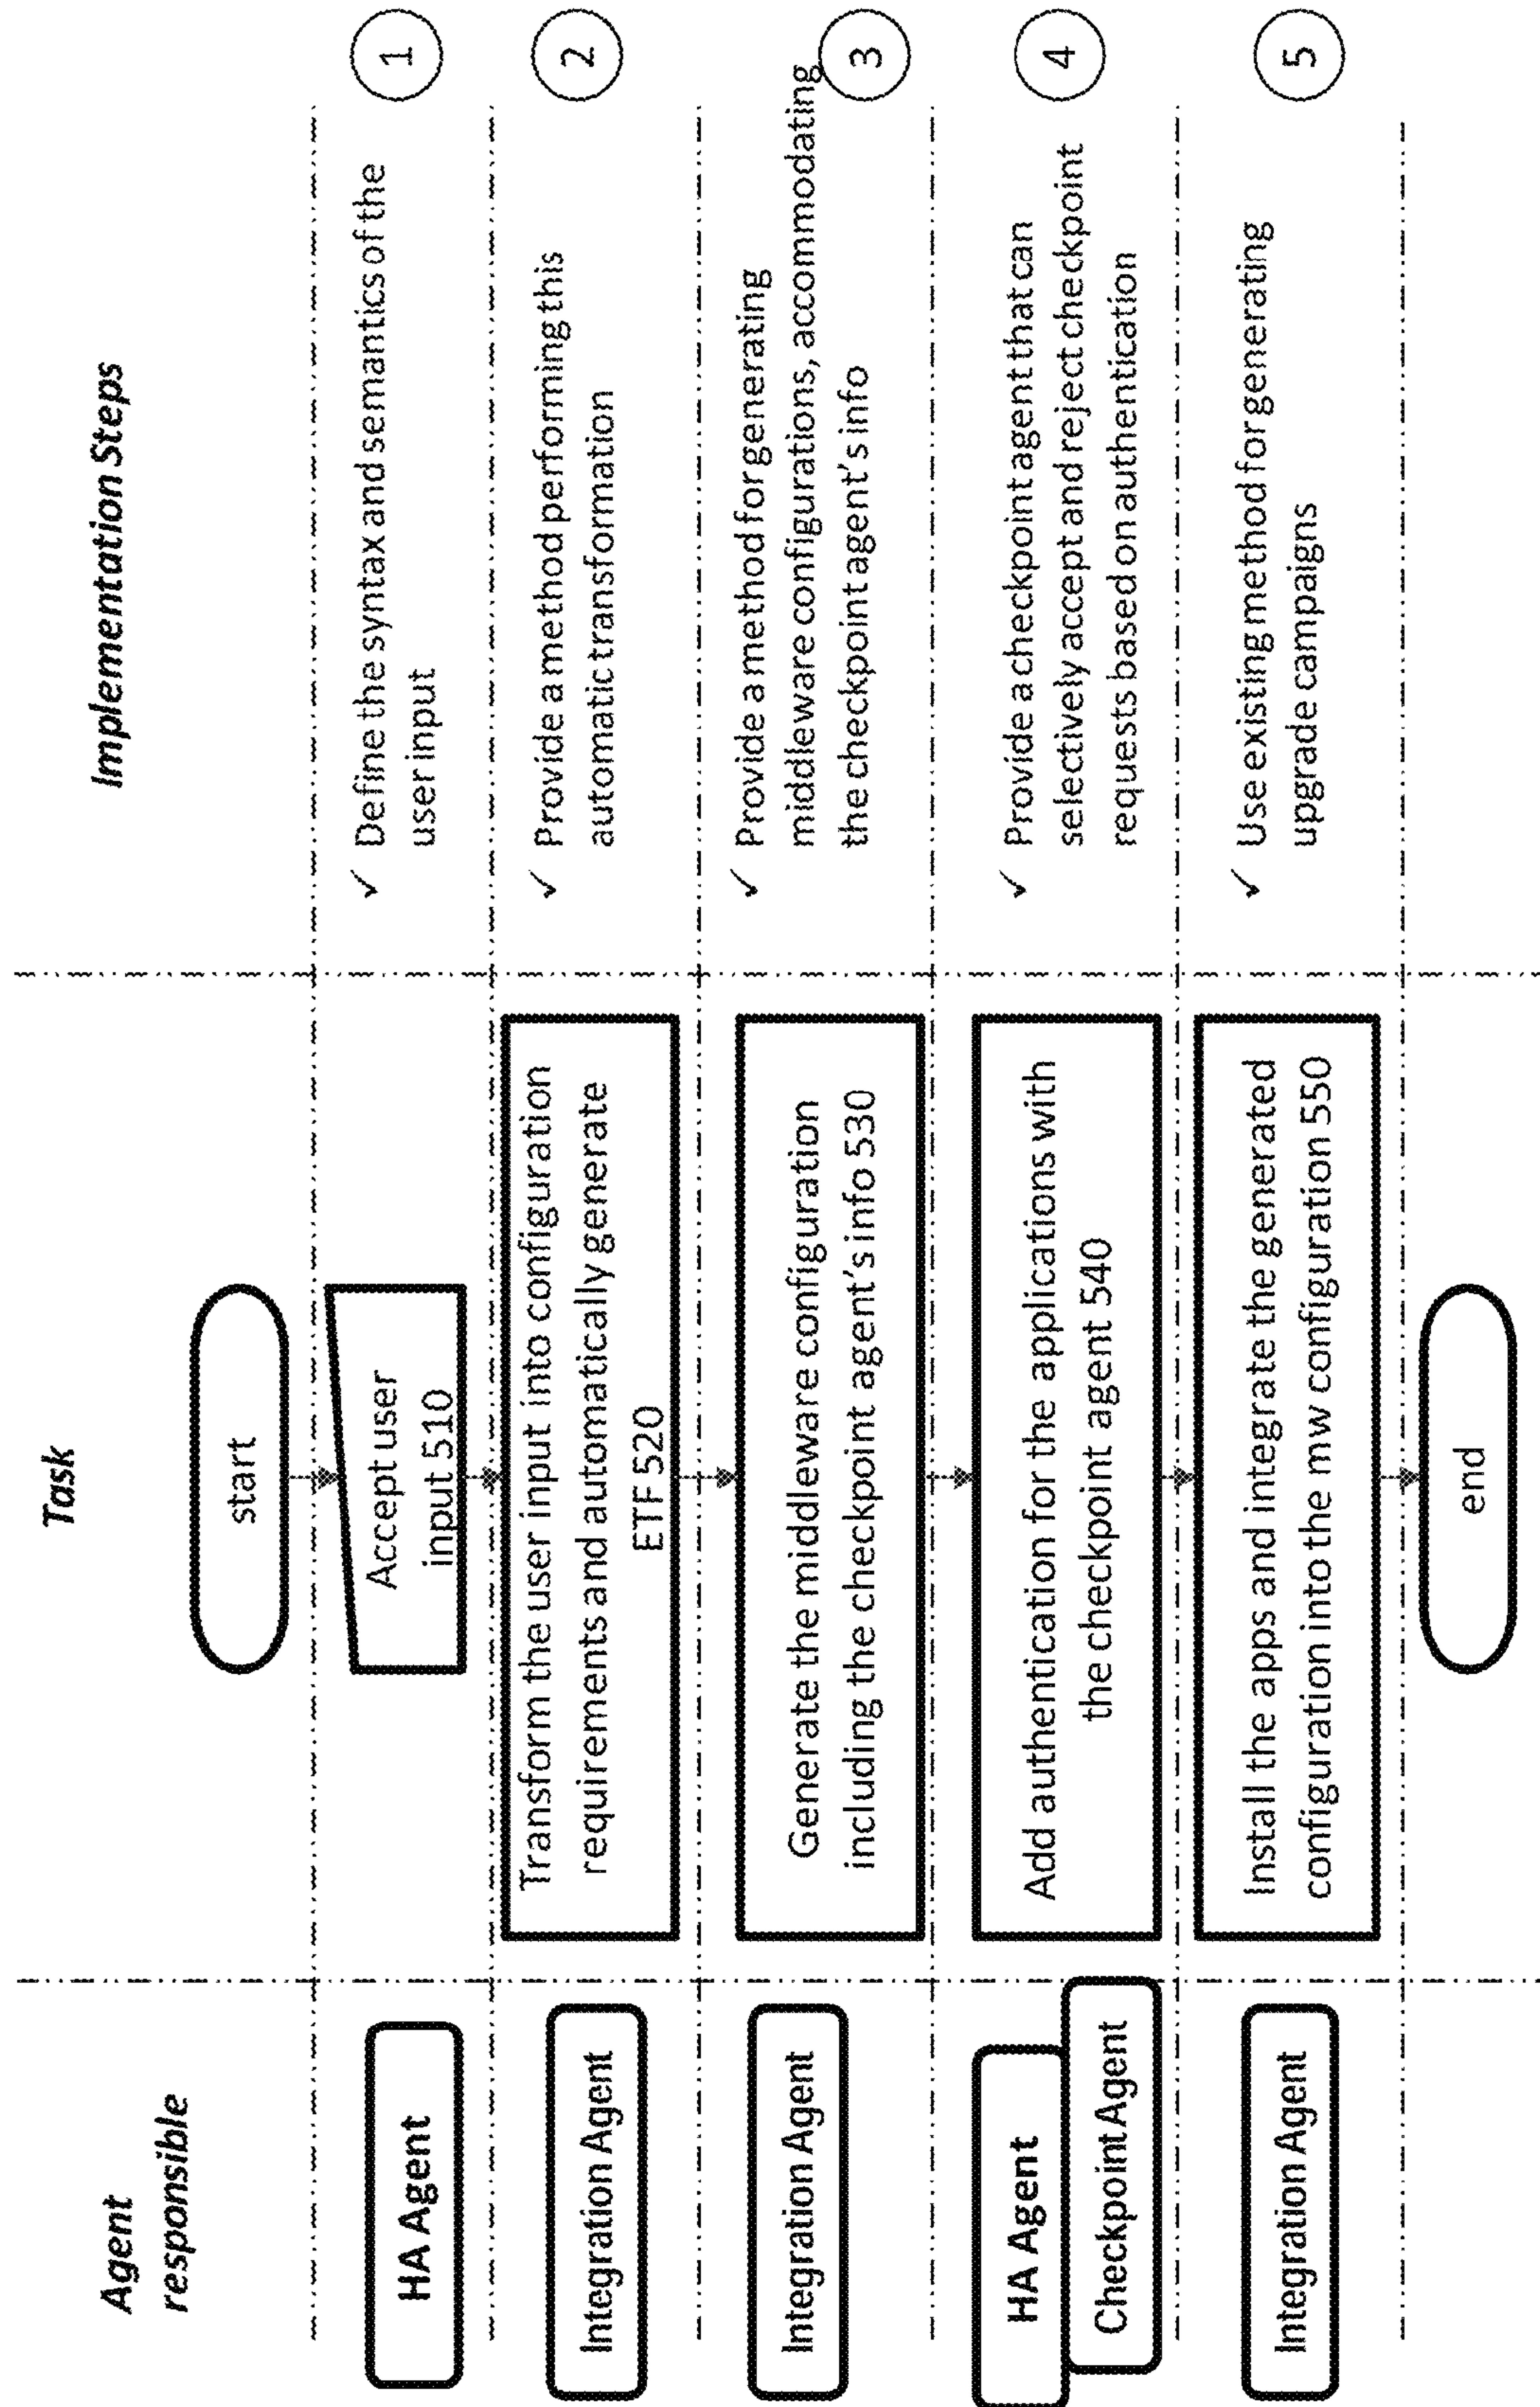 Agent
responsible
Task
Implementation Steps
start
HA Agent
Accept user
input 510
✓ Define the syntax and semantics of the
user input
1
Integration Agent
Transform the user input into configuration
requirements and automatically generate
ETF 520
✓ Provide a method performing this
automatic transformation
2
Integration Agent
Generate the middleware configuration
including the checkpoint agent's info 530
✓ Provide a method for generating
middleware configurations, accommodating
the checkpoint agent's info
3
HA Agent
Checkpoint Agent
Add authentication for the applications with
the checkpoint agent 540
✓ Provide a checkpoint agent that can
selectively accept and reject checkpoint
requests based on authentication
4
Integration Agent
Install the apps and integrate the generated
configuration into the mw configuration 550
✓ Use existing method for generating
upgrade campaigns
5
end